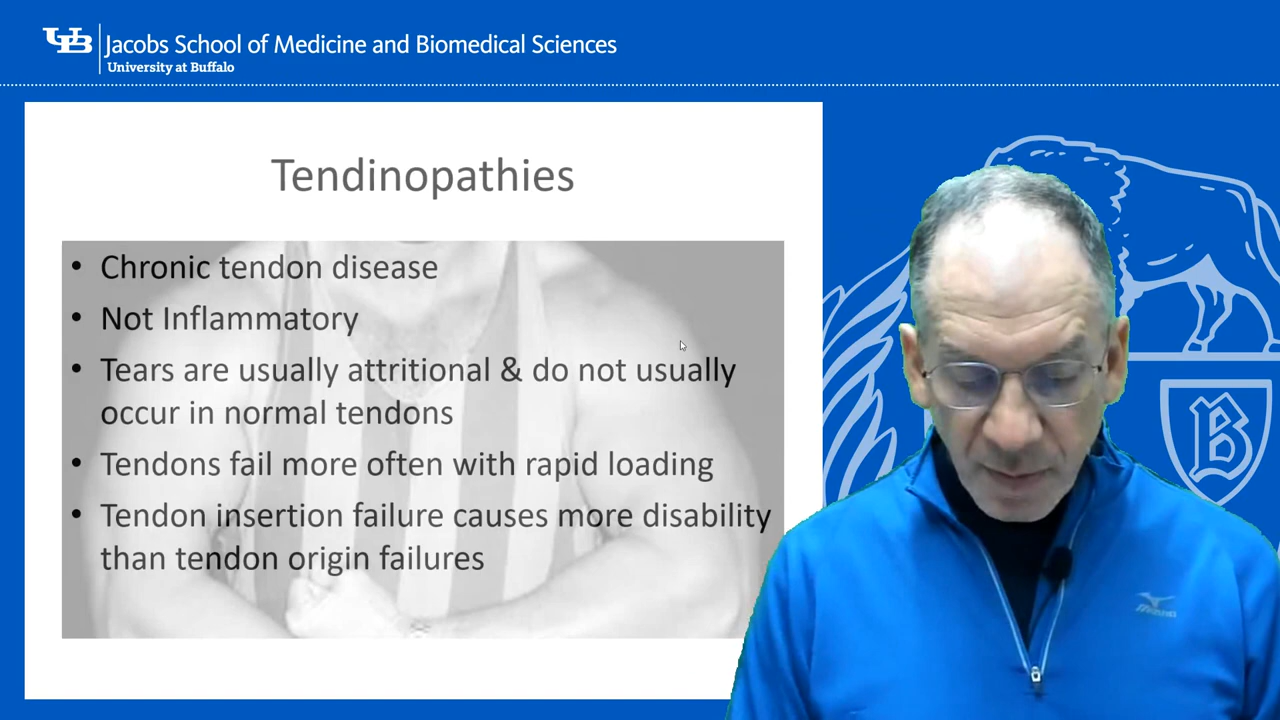 UB Jacobs School of Medicine and Biomedical Sciences
University at Buffalo
Tendinopathies
• Chronic tendon disease
• Not Inflammatory
• Tears are usually attritional & do not usually
occur in normal tendons
• Tendons fail more often with rapid loading
• Tendon insertion failure causes more disability
than tendon origin failures
B
Mizuno